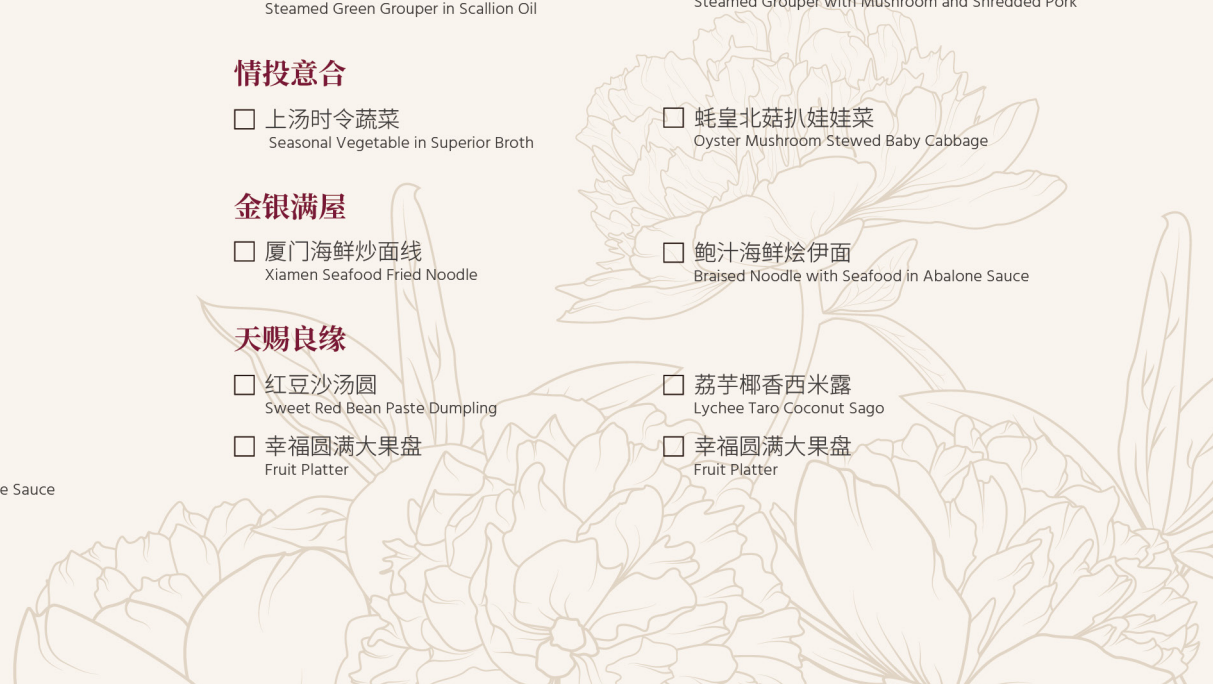 Steamed Green Grouper in Scallion Oil
Steamed Grouper with Mushroom and Shredded Pork
情投意合
上汤时令蔬菜
Seasonal Vegetable in Superior Broth
蚝皇北菇扒娃娃菜
Oyster Mushroom Stewed Baby Cabbage
金银满屋
厦门海鲜炒面线
Xiamen Seafood Fried Noodle
鲍汁海鲜烩伊面
Braised Noodle with Seafood in Abalone Sauce
天赐良缘
红豆沙汤圆
Sweet Red Bean Paste Dumpling
荔芋椰香西米露
Lychee Taro Coconut Sago
幸福圆满大果盘
Fruit Platter
幸福圆满大果盘
Fruit Platter
e Sauce